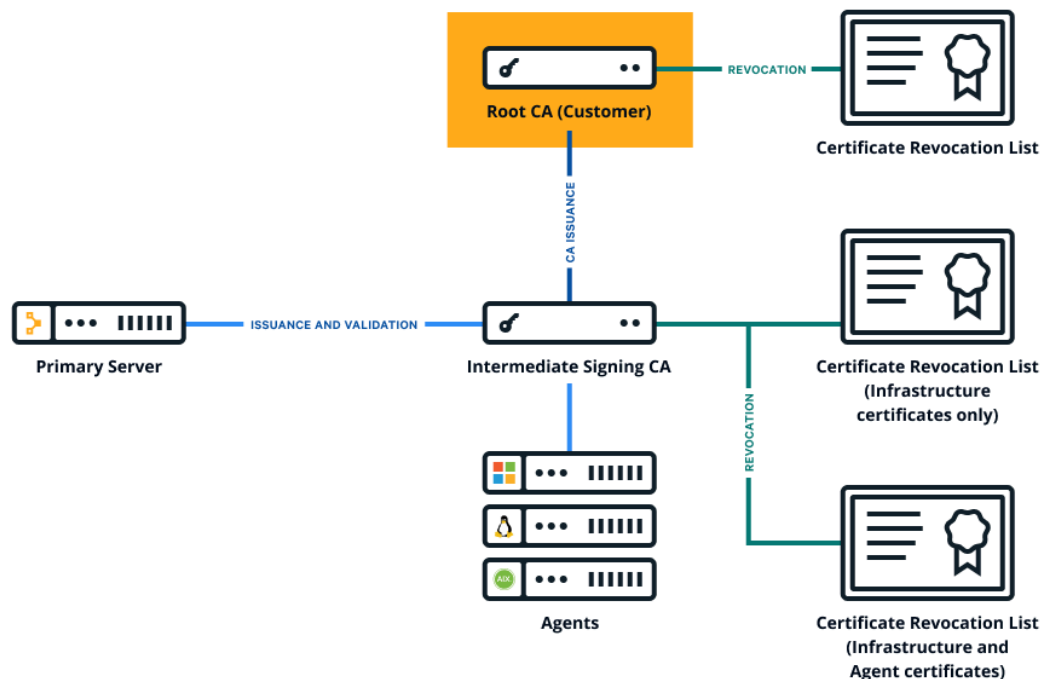 REVOCATION
Root CA (Customer)
Certificate Revocation List
CA ISSUANCE
ISSUANCE AND VALIDATION
Primary Server
Intermediate Signing CA
Certificate Revocation List
(Infrastructure
certificates only)
REVOCATION
AIX
Agents
Certificate Revocation List
(Infrastructure and
Agent certificates)